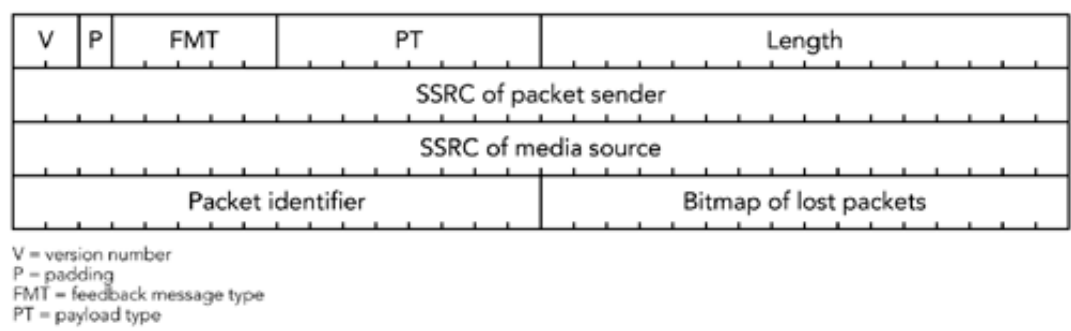 V P FMT PT Length
SSRC of packet sender
SSRC of media source
Packet identifier Bitmap of lost packets
V = version number
P = padding
FMT = feedback message type
PT = payload type